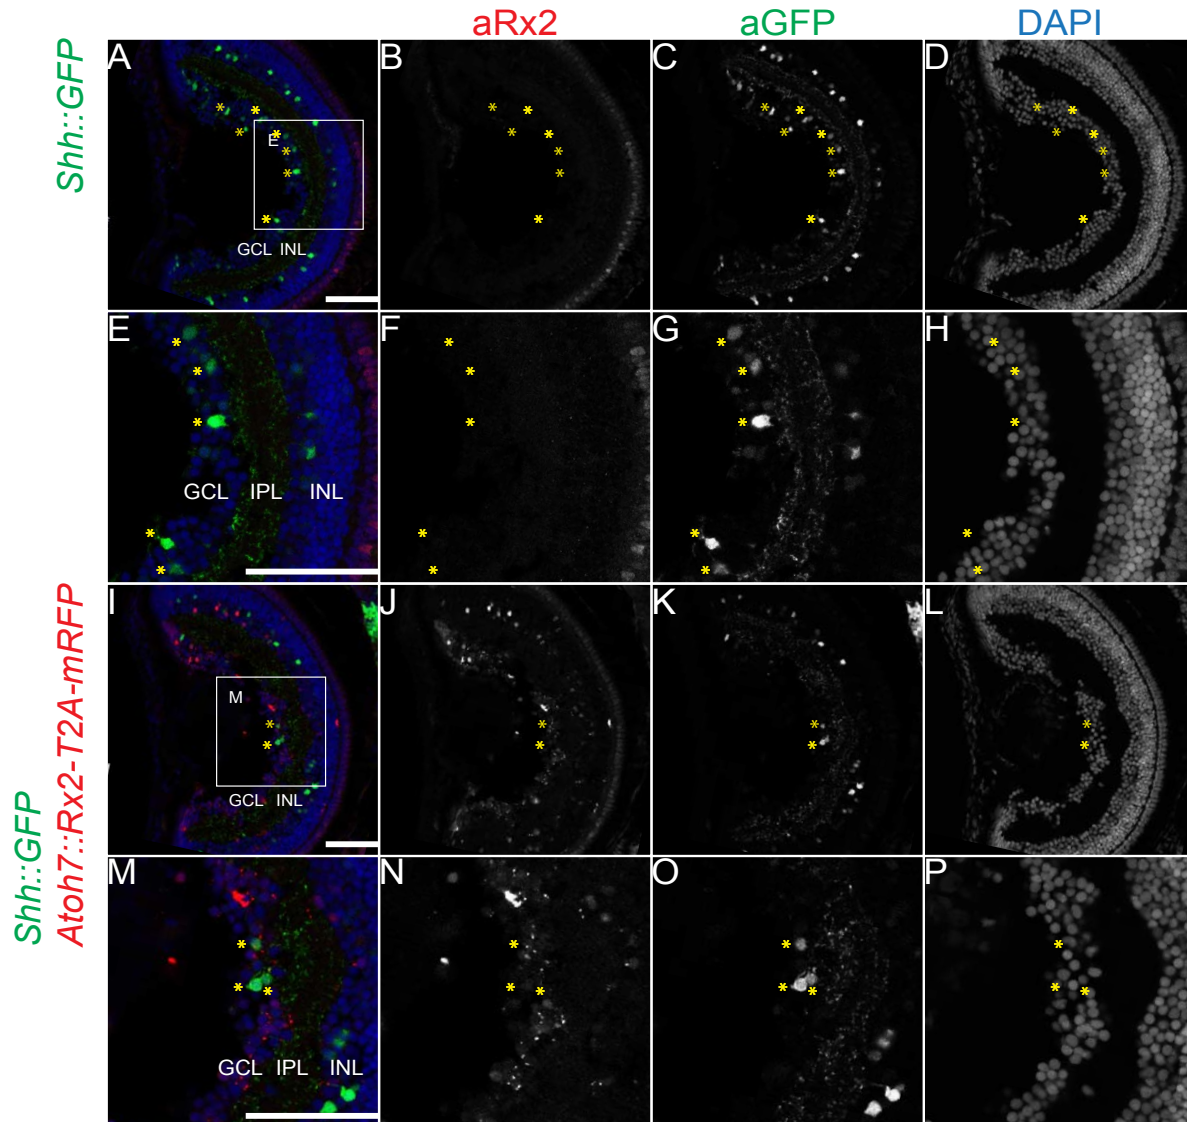 aRx2 aGFP DAPI
Shh::GFP
A B C D
* * * * * * * * * * * * * * * * * * * * * * * * * * * *
E
GCL INL
E F G H
* * * * * * * * * * * * * * * * * * * *
GCL IPL INL
Shh::GFP
Atoh7::Rx2-T2A-mRFP
I J K L
M
* * * * * * * *
GCL INL
M N O P
* * * * * * * * * * * *
GCL IPL INL